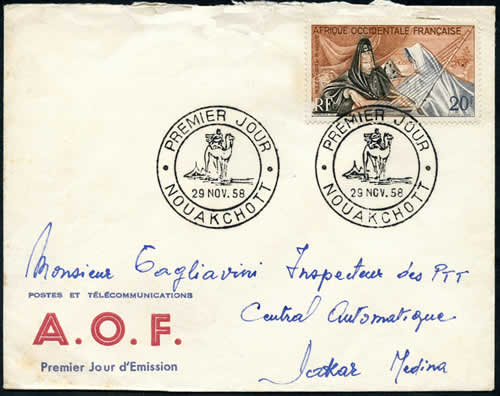 AFRIQUE OCCIDENTALE FRANÇAISE
RF
20F
PREMIER JOUR
29 NOV. 58
NOUAKCHOTT
PREMIER JOUR
29 NOV. 58
NOUAKCHOTT
Monsieur Tagliavini Inspecteur des PTT
Central Automatique
Dakar Medina
POSTES ET TÉLÉCOMMUNICATIONS
A.O.F.
Premier Jour d'Emission